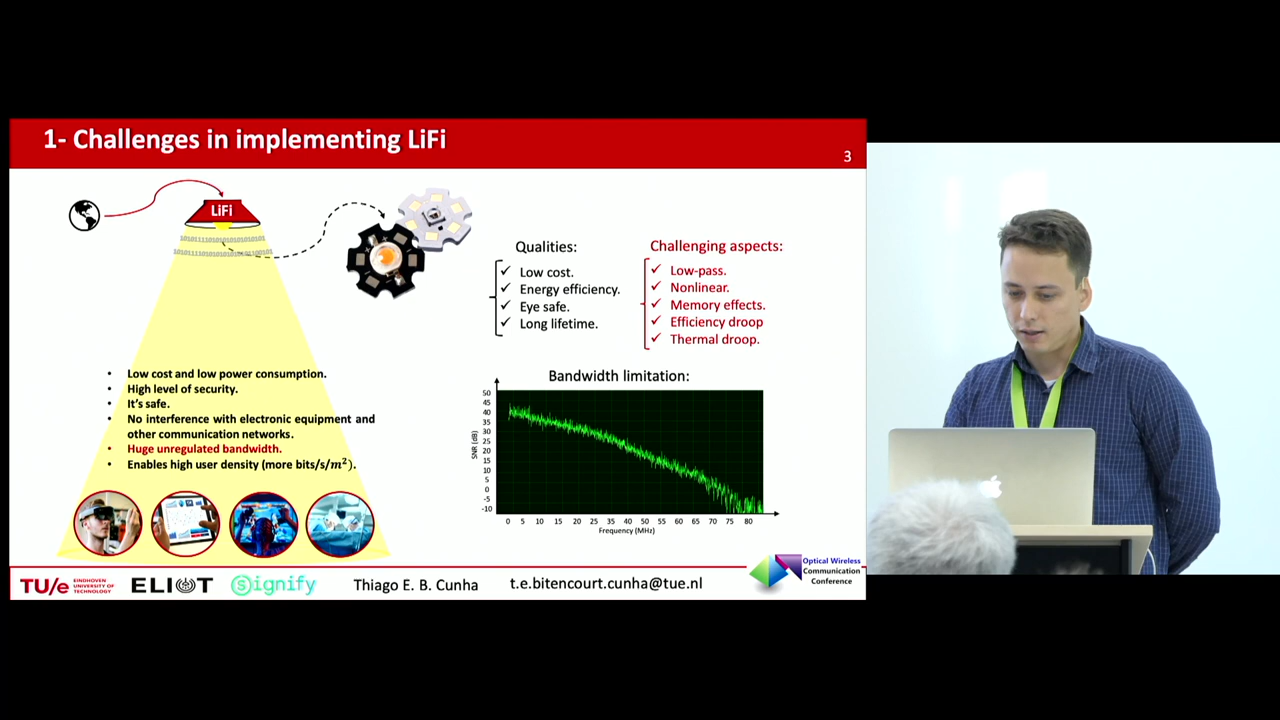 1- Challenges in implementing LiFi
3
LiFi
Qualities:
✓ Low cost.
✓ Energy efficiency.
✓ Eye safe.
✓ Long lifetime.
Challenging aspects:
✓ Low-pass.
✓ Nonlinear.
✓ Memory effects.
✓ Efficiency droop
✓ Thermal droop.
• Low cost and low power consumption.
• High level of security.
• It's safe.
• No interference with electronic equipment and
other communication networks.
• Huge unregulated bandwidth.
• Enables high user density (more bits/s/m²).
Bandwidth limitation:
SNR (dB)
50
45
40
35
30
25
20
15
10
5
0
-5
-10
0 5 10 15 20 25 30 35 40 45 50 55 60 65 70 75 80
Frequency (MHz)
TU/e EINDHOVEN
UNIVERSITY OF
TECHNOLOGY
ELIOT
Signify
Thiago E. B. Cunha
t.e.bitencourt.cunha@tue.nl
Optical Wireless
Communication
Conference